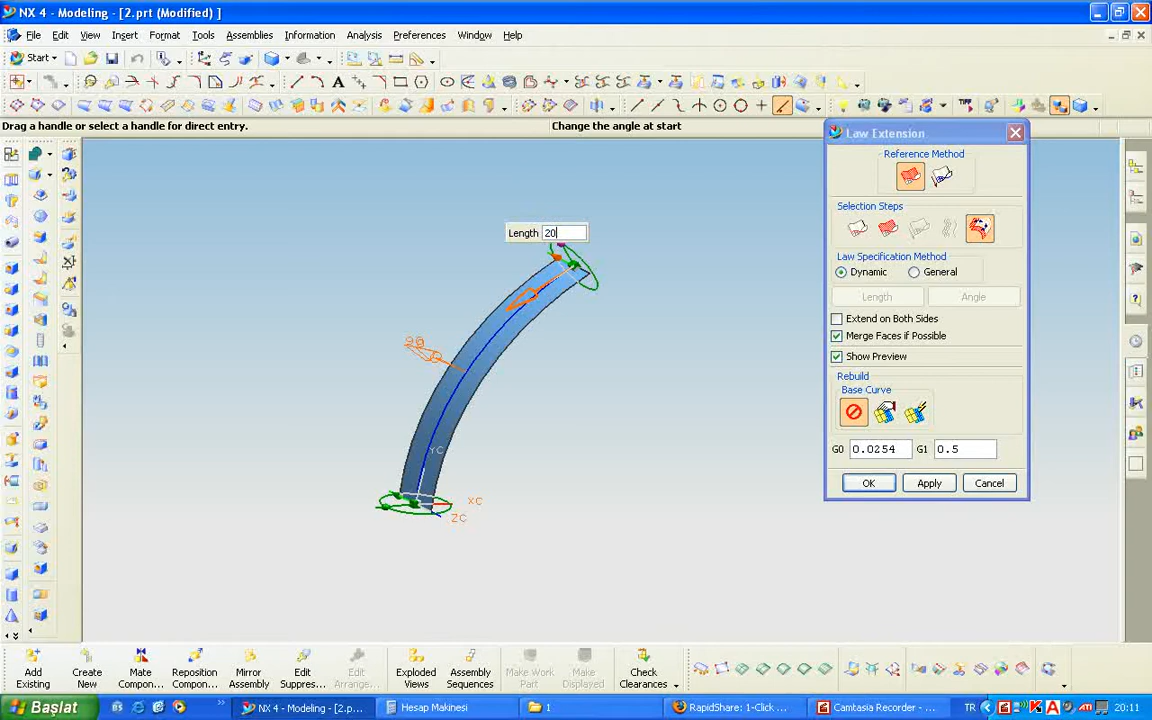 NX 4 - Modeling - [2.prt (Modified) ]
File Edit View Insert Format Tools Assemblies Information Analysis Preferences Window Help
Start
Drag a handle or select a handle for direct entry.
Change the angle at start
Law Extension
Reference Method
Selection Steps
Law Specification Method
Dynamic General
Length Angle
Extend on Both Sides
Merge Faces if Possible
Show Preview
Rebuild
Base Curve
G0 0.0254 G1 0.5
OK Apply Cancel
Length 20
90
YC
XC
ZC
Add Existing
Create New
Mate Compon...
Reposition Compon...
Mirror Assembly
Edit Suppres...
Edit Arrange...
Exploded Views
Assembly Sequences
Make Work Part
Make Displayed
Check Clearances
Başlat
NX 4 - Modeling - [2.p...
Hesap Makinesi
1
RapidShare: 1-Click ...
Camtasia Recorder - ...
TR
20:11